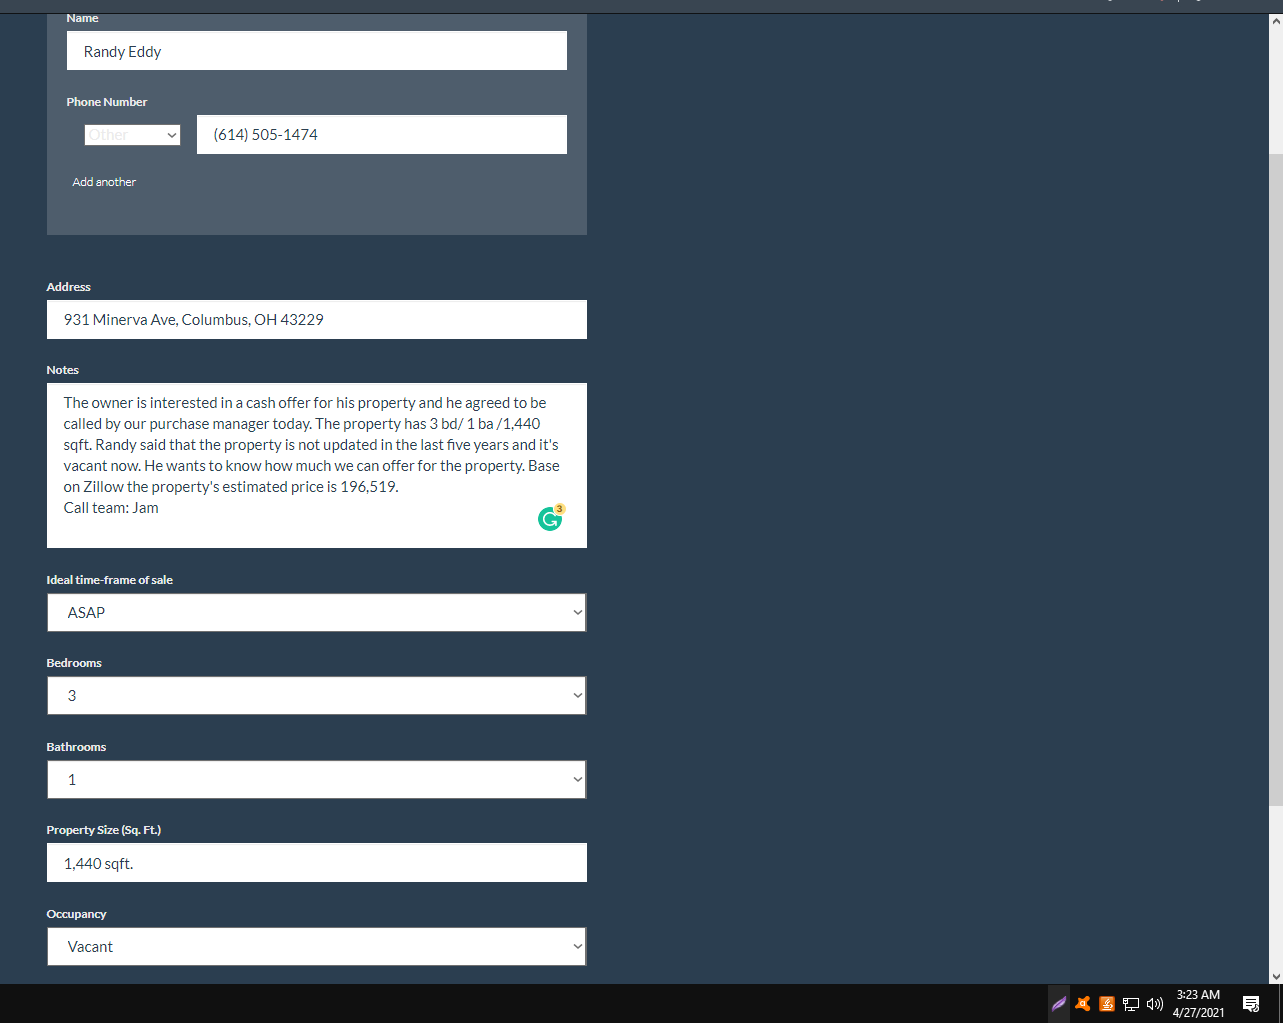 Name
Randy Eddy
Phone Number
Other
(614) 505-1474
Add another
Address
931 Minerva Ave, Columbus, OH 43229
Notes
The owner is interested in a cash offer for his property and he agreed to be
called by our purchase manager today. The property has 3 bd/ 1 ba /1,440
sqft. Randy said that the property is not updated in the last five years and it's
vacant now. He wants to know how much we can offer for the property. Base
on Zillow the property's estimated price is 196,519.
Call team: Jam
3
Ideal time-frame of sale
ASAP
Bedrooms
3
Bathrooms
1
Property Size (Sq. Ft.)
1,440 sqft.
Occupancy
Vacant
3:23 AM
4/27/2021